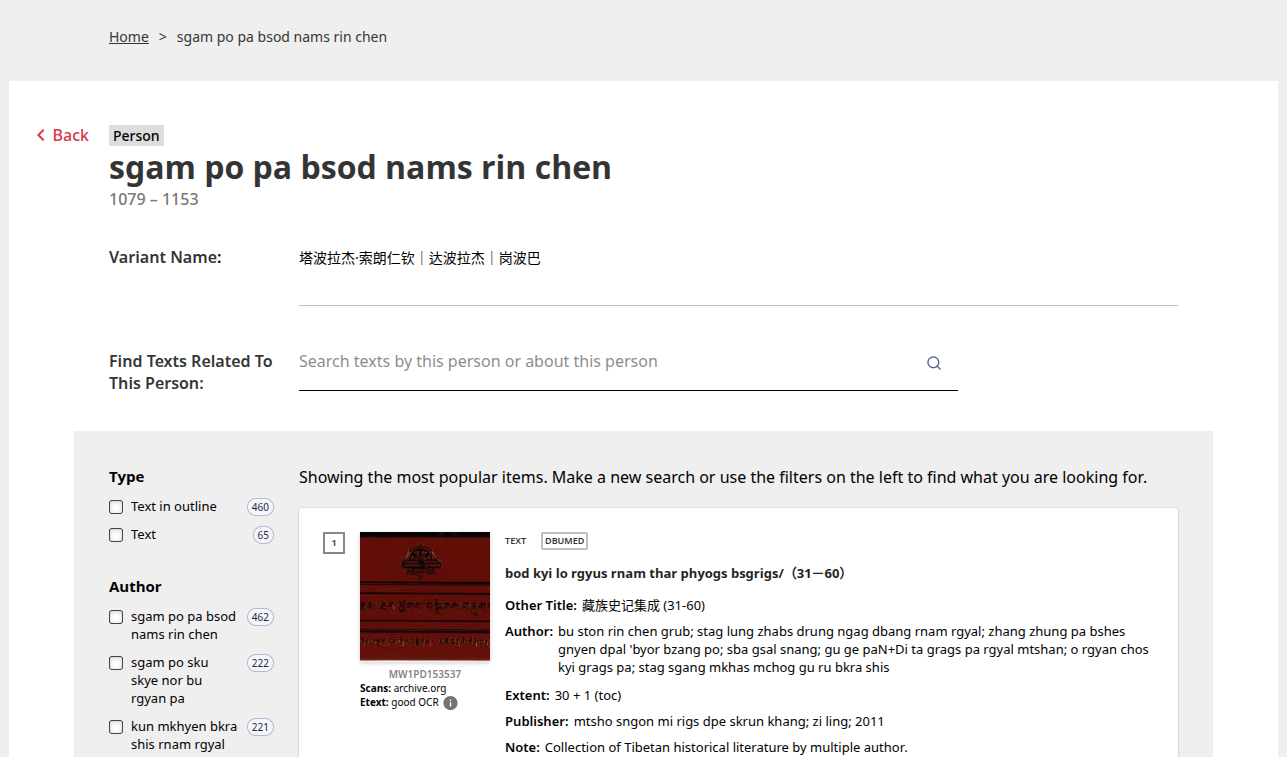 Home > sgam po pa bsod nams rin chen
Back
Person
sgam po pa bsod nams rin chen
1079 – 1153
Variant Name:
塔波拉杰·索朗仁钦 | 达波拉杰 | 岗波巴
Find Texts Related To
This Person:
Search texts by this person or about this person
Type
Text in outline 460
Text 65
Author
sgam po pa bsod 462
nams rin chen
sgam po sku 222
skye nor bu
rgyan pa
kun mkhyen bkra 221
shis rnam rgyal
Showing the most popular items. Make a new search or use the filters on the left to find what you are looking for.
1
MW1PD153537
Scans: archive.org
Etext: good OCR
TEXT DBUMED
bod kyi lo rgyus rnam thar phyogs bsgrigs/（31－60）
Other Title: 藏族史记集成 (31-60)
Author: bu ston rin chen grub; stag lung zhabs drung ngag dbang rnam rgyal; zhang zhung pa bshes
gnyen dpal 'byor bzang po; sba gsal snang; gu ge paN+Di ta grags pa rgyal mtshan; o rgyan chos
kyi grags pa; stag sgang mkhas mchog gu ru bkra shis
Extent: 30 + 1 (toc)
Publisher: mtsho sngon mi rigs dpe skrun khang; zi ling; 2011
Note: Collection of Tibetan historical literature by multiple author.